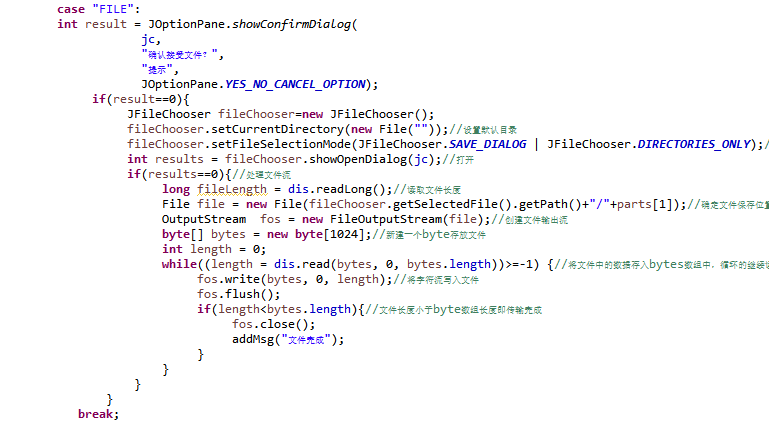 case "FILE":
int result = JOptionPane.showConfirmDialog(
jc,
"确认接受文件？",
"提示",
JOptionPane.YES_NO_CANCEL_OPTION);
if(result==0){
JFileChooser fileChooser=new JFileChooser();
fileChooser.setCurrentDirectory(new File(""));//设置默认目录
fileChooser.setFileSelectionMode(JFileChooser.SAVE_DIALOG | JFileChooser.DIRECTORIES_ONLY);/
int results = fileChooser.showOpenDialog(jc);//打开
if(results==0){//处理文件流
long fileLength = dis.readLong();//读取文件长度
File file = new File(fileChooser.getSelectedFile().getPath()+"/"+parts[1]);//确定文件保存位置
OutputStream fos = new FileOutputStream(file);//创建文件输出流
byte[] bytes = new byte[1024];//新建一个byte存放文件
int length = 0;
while((length = dis.read(bytes, 0, bytes.length))>=-1) {//将文件中的数据存入bytes数组中，循环的继续
fos.write(bytes, 0, length);//将字符流写入文件
fos.flush();
if(length<bytes.length){//文件长度小于byte数组长度即传输完成
fos.close();
addMsg("文件完成");
}
}
}
}
break;